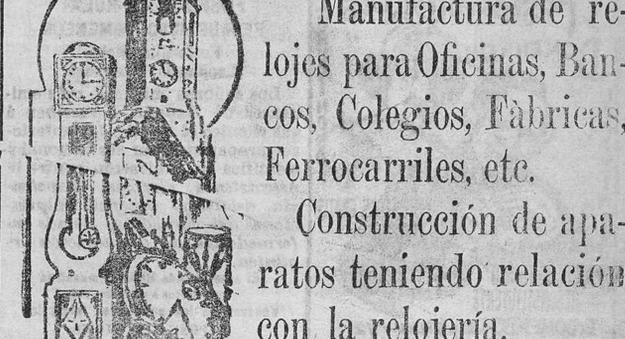 Manufactura de re-
lojes para Oficinas, Ban-
cos, Colegios, Fàbricas,
Ferrocarriles, etc.
Construcción de apa-
ratos teniendo relación
con la relojería.